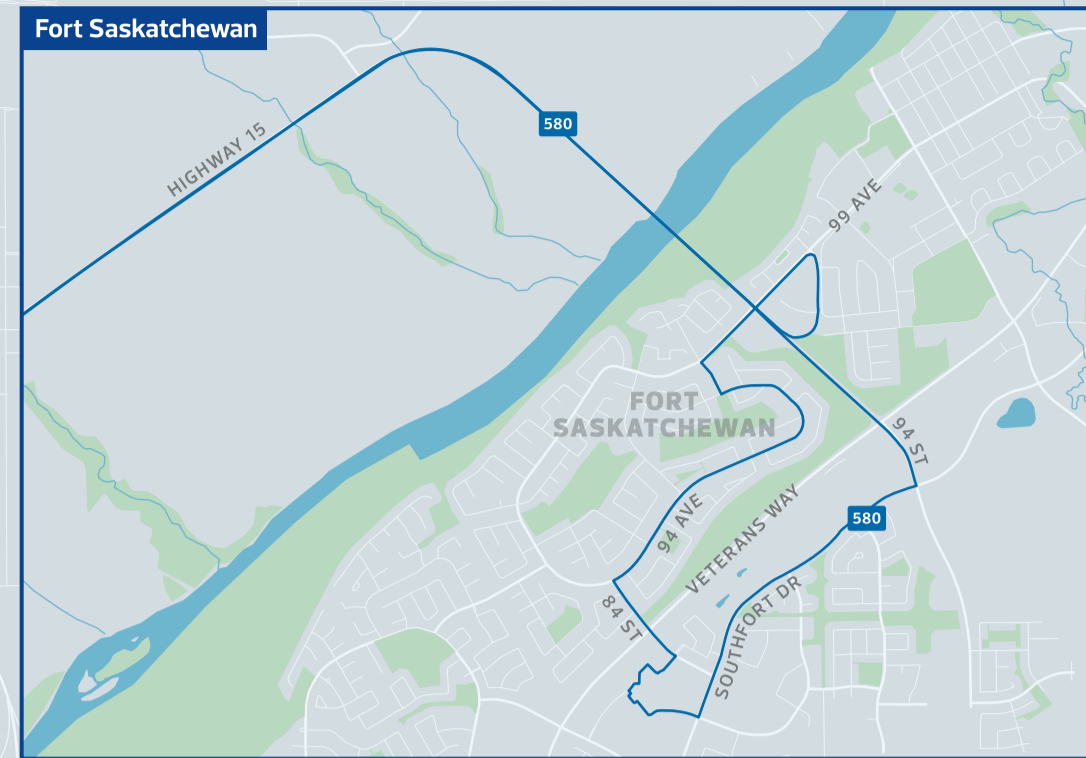 Fort Saskatchewan
580
HIGHWAY 15
99 AVE
FORT
SASKATCHEWAN
94 ST
94 AVE
VETERANS WAY
580
84 ST
SOUTHFORT DR